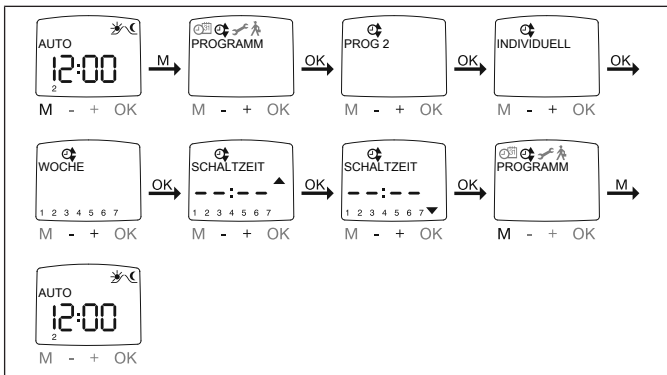 AUTO
12:00
2
M - + OK
M
PROGRAMM
M - + OK
OK
PROG 2
M - + OK
OK
INDIVIDUELL
M - + OK
OK
WOCHE
1 2 3 4 5 6 7
M - + OK
OK
SCHALTZEIT
--:--
1 2 3 4 5 6 7
M - + OK
OK
SCHALTZEIT
--:--
1 2 3 4 5 6 7
M - + OK
OK
31
PROGRAMM
M - + OK
M
AUTO
12:00
2
M - + OK